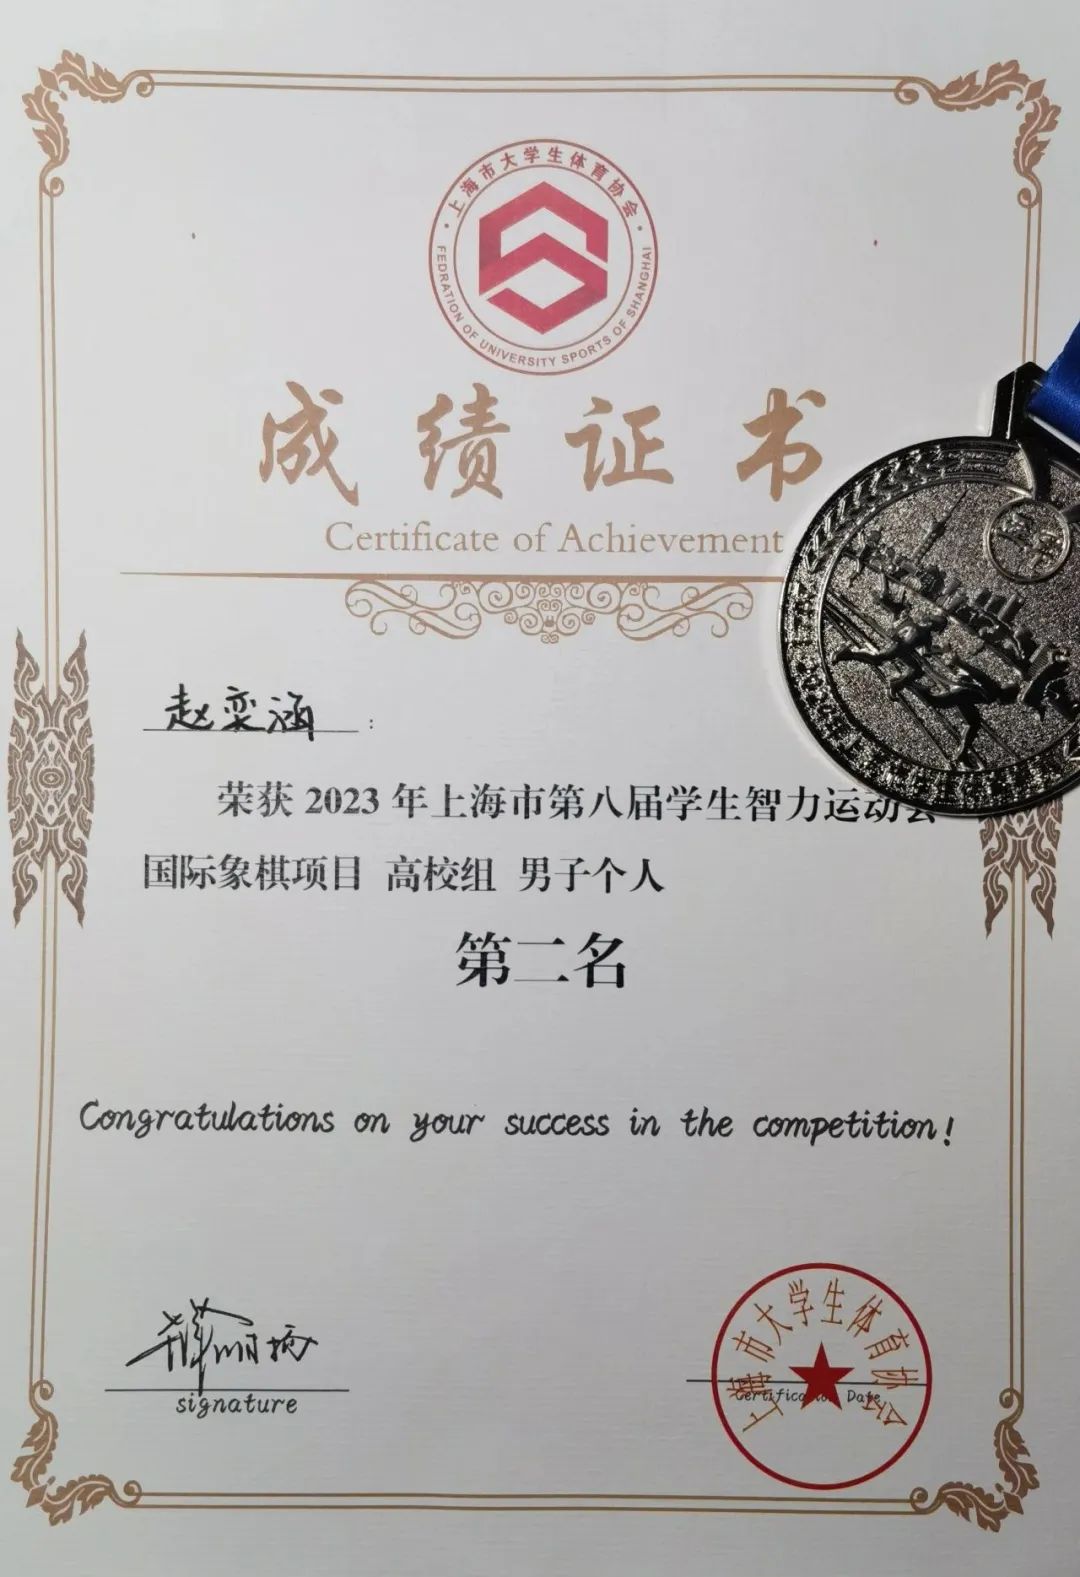 上海市大学生体育协会
FEDRATION OF UNIVERSITY SPORTS OF SHANGHAI
成绩证书
Certificate of Achievement
赵奕涵：
荣获 2023 年上海市第八届学生智力运动会
国际象棋项目 高校组 男子个人
第二名
Congratulations on your success in the competition!
signature
上海市大学生体育协会
Certification Date